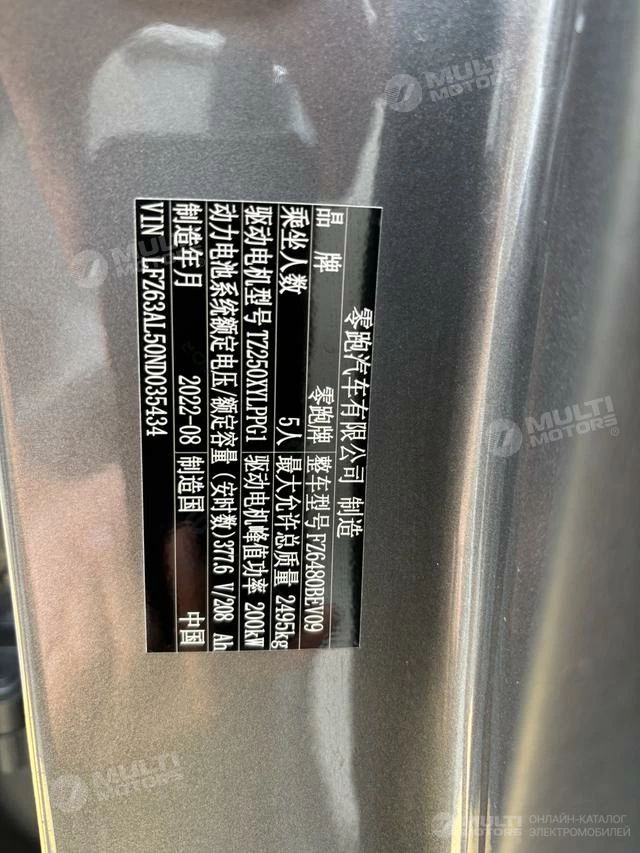 零跑汽车有限公司 制造
品 牌 零跑牌 整车型号 FZ6480BEV09
乘坐人数 5人 最大允许总质量 2495kg
驱动电机型号 TZ250XYLPPG1 驱动电机峰值功率 200kW
动力电池系统额定电压/额定容量(安时数)377.6 V/208 Ah
制造年月 2022-08 制造国 中国
VIN LFZ63AL50ND035434
MULTI MOTORS
MULTI MOTORS
MULTI MOTORS
MULTI MOTORS
MULTI MOTORS ОНЛАЙН-КАТАЛОГ ЭЛЕКТРОМОБИЛЕЙ